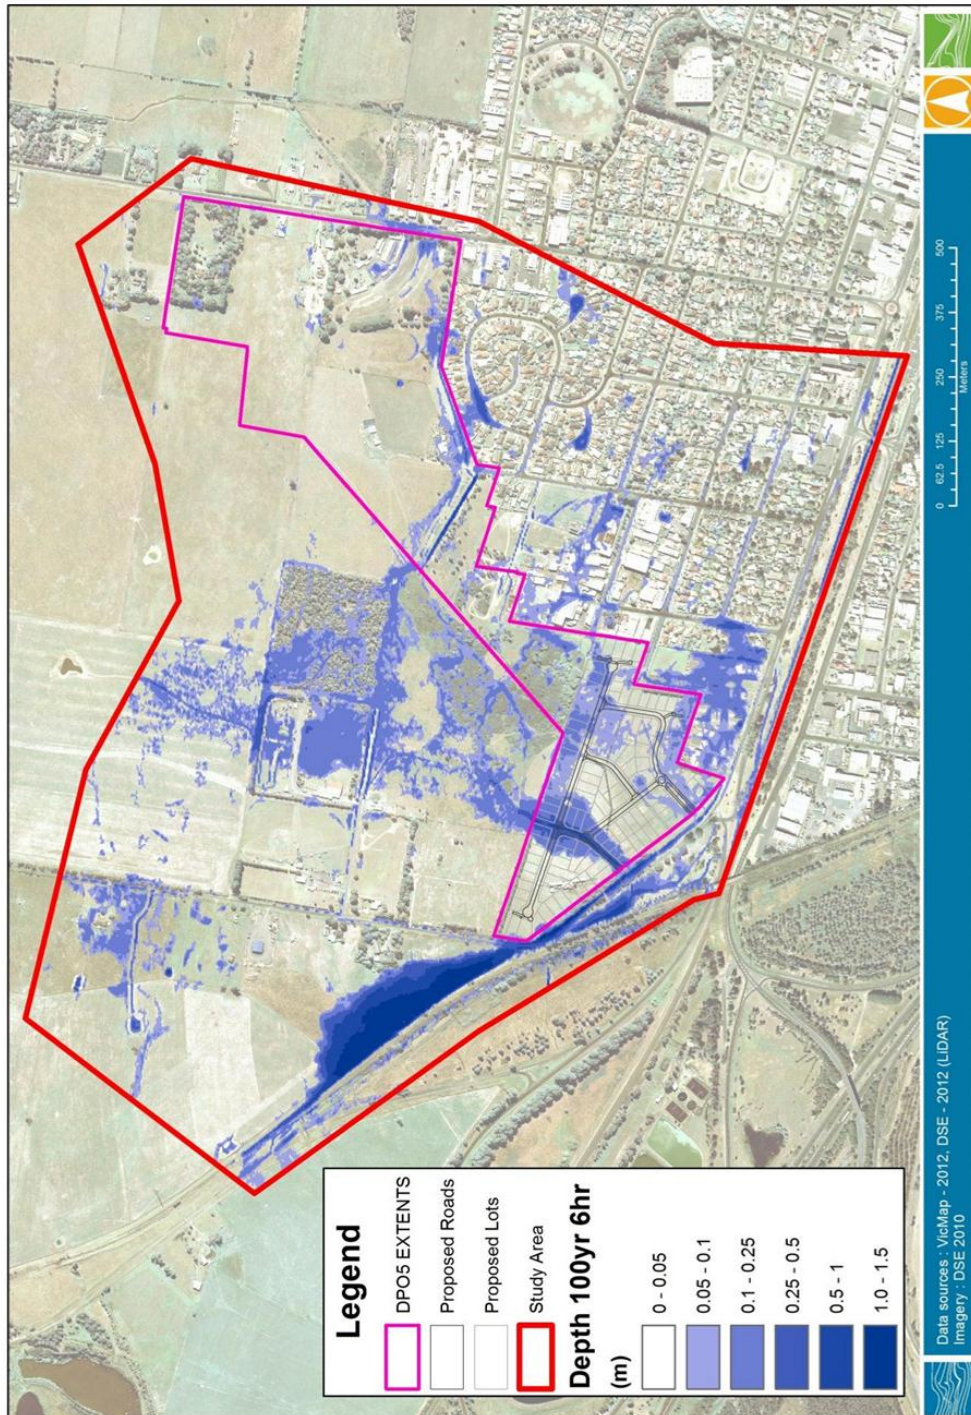 Legend
DPO5 EXTENTS
Proposed Roads
Proposed Lots
Study Area
Depth 100yr 6hr
(m)
0 - 0.05
0.05 - 0.1
0.1 - 0.25
0.25 - 0.5
0.5 - 1
1.0 - 1.5
0 62.5 125 250 375 500
Meters
Data sources : VicMap - 2012, DSE - 2012 (LiDAR)
Imagery : DSE 2010